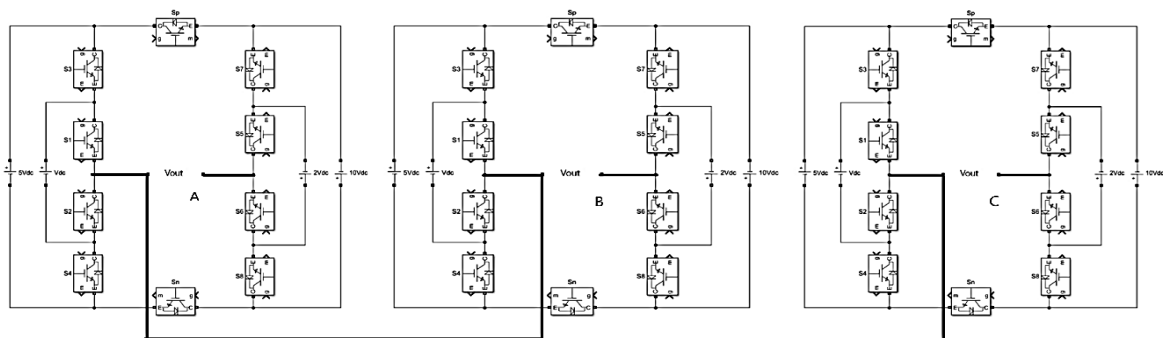 Sp
C E
g m
S3
g C
E E
S7
E E
C g
S1
g C
E E
S5
E E
C g
5Vdc
Vdc
Vout
A
2Vdc
10Vdc
S2
g C
E E
S6
E E
C g
S4
g C
E E
S8
E E
C g
Sn
m g
E C
Sp
C E
g m
S3
g C
E E
S7
E E
C g
S1
g C
E E
S5
E E
C g
5Vdc
Vdc
Vout
B
2Vdc
10Vdc
S2
g C
E E
S6
E E
C g
S4
g C
E E
S8
E E
C g
Sn
m g
E C
Sp
C E
g m
S3
g C
E E
S7
E E
C g
S1
g C
E E
S5
E E
C g
5Vdc
Vdc
Vout
C
2Vdc
10Vdc
S2
g C
E E
S6
E E
C g
S4
g C
E E
S8
E E
C g
Sn
m g
E C